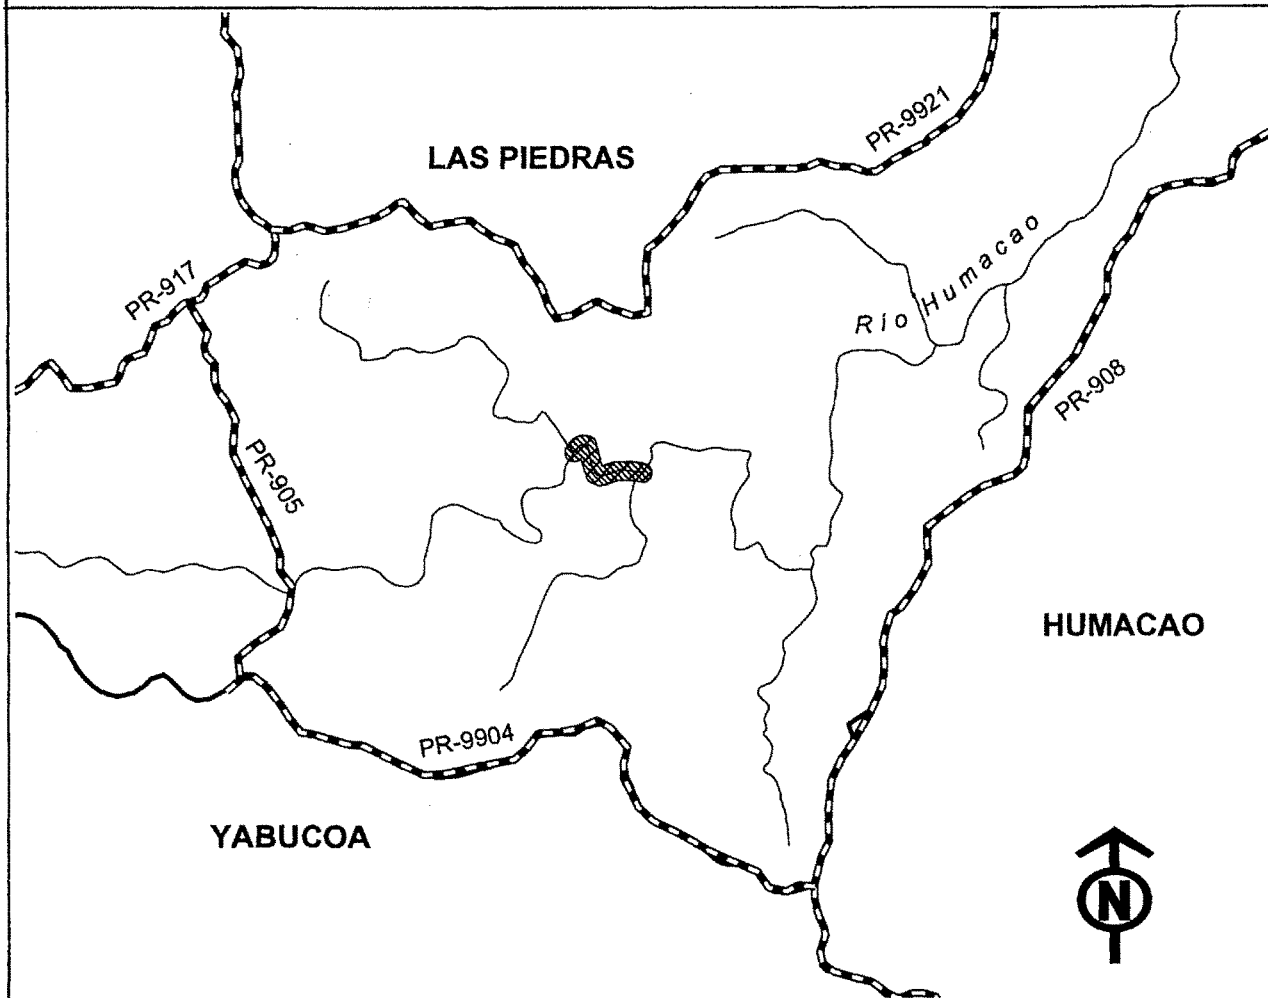 PR-9921
LAS PIEDRAS
Río Humacao
PR-917
PR-908
PR-905
HUMACAO
PR-9904
YABUCOA
N